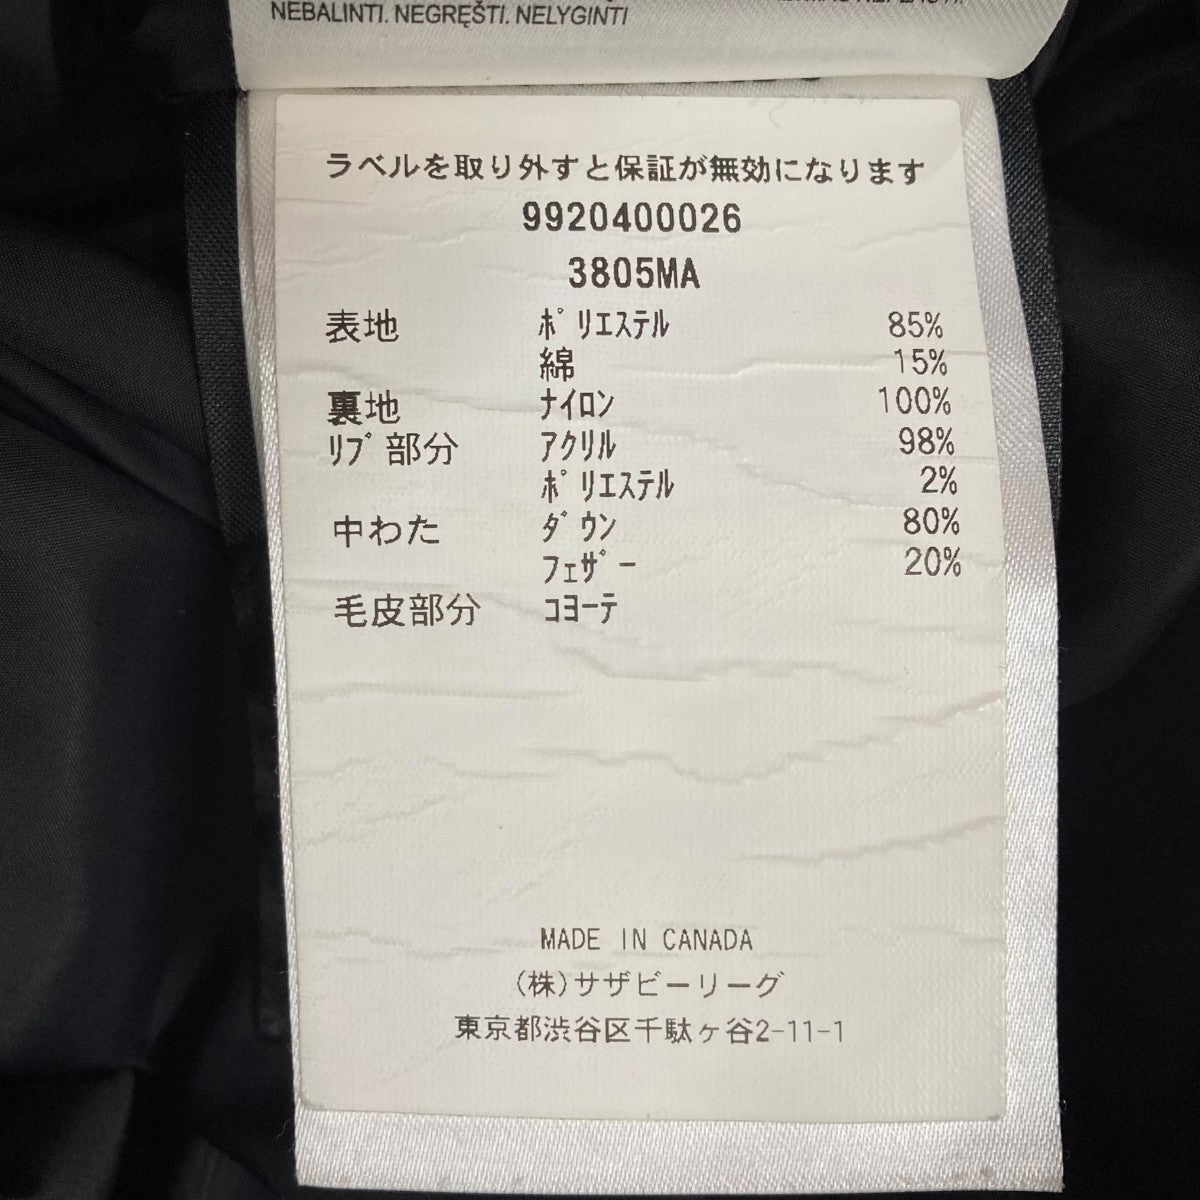 NEBALINTI. NEGRĘŠTI. NELYGINTI
ラベルを取り外すと保証が無効になります
9920400026
3805MA
表地 ﾎﾟﾘｴｽﾃﾙ 85%
綿 15%
裏地 ﾅｲﾛﾝ 100%
ﾘﾌﾞ部分 ｱｸﾘﾙ 98%
ﾎﾟﾘｴｽﾃﾙ 2%
中わた ﾀﾞｳﾝ 80%
ﾌｪｻﾞｰ 20%
毛皮部分 ｺﾖｰﾃ
MADE IN CANADA
(株)サザビーリーグ
東京都渋谷区千駄ヶ谷2-11-1